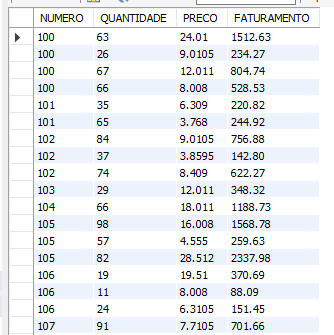 NUMERO QUANTIDADE PRECO FATURAMENTO
100 63 24.01 1512.63
100 26 9.0105 234.27
100 67 12.011 804.74
100 66 8.008 528.53
101 35 6.309 220.82
101 65 3.768 244.92
102 84 9.0105 756.88
102 37 3.8595 142.80
102 74 8.409 622.27
103 29 12.011 348.32
104 66 18.011 1188.73
105 98 16.008 1568.78
105 57 4.555 259.63
105 82 28.512 2337.98
106 19 19.51 370.69
106 11 8.008 88.09
106 24 6.3105 151.45
107 91 7.7105 701.66